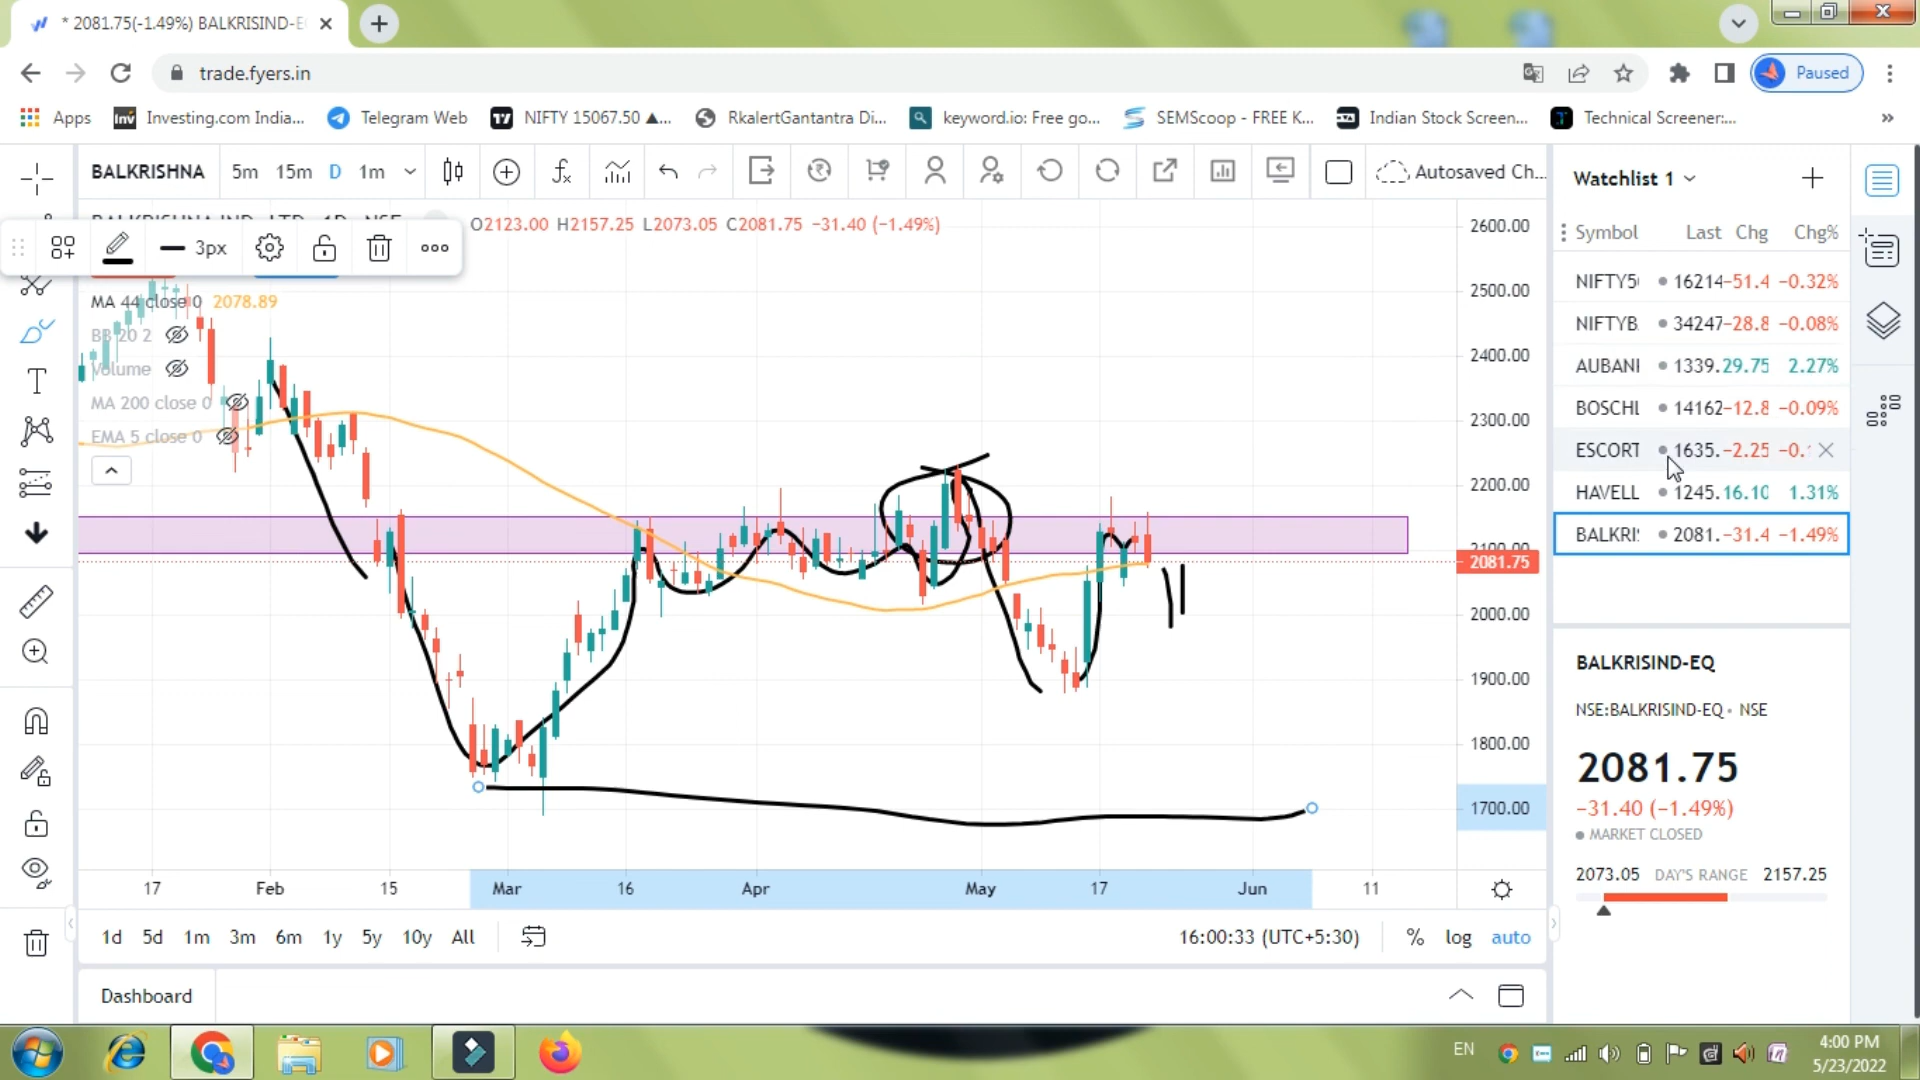 * 2081.75(-1.49%) BALKRISIND-E
trade.fyers.in
Paused
Apps
Inv Investing.com India...
Telegram Web
NIFTY 15067.50 ▲...
RkalertGantantra Di...
keyword.io: Free go...
SEMScoop - FREE K...
Indian Stock Screen...
Technical Screener:...
»
BALKRISHNA 5m 15m D 1m
Autosaved Ch...
O2123.00 H2157.25 L2073.05 C2081.75 −31.40 (−1.49%)
3px
MA 44 close 0 2078.89
BB 20 2
Volume
MA 200 close 0
EMA 5 close 0
2600.00
2500.00
2400.00
2300.00
2200.00
2100.00
2081.75
2000.00
1900.00
1800.00
1700.00
17 Feb 15 Mar 16 Apr May 17 Jun 11
1d 5d 1m 3m 6m 1y 5y 10y All
16:00:33 (UTC+5:30) % log auto
Dashboard
Watchlist 1
Symbol Last Chg Chg%
NIFTY5 16214 −51.4 −0.32%
NIFTYB 34247 −28.8 −0.08%
AUBANI 1339. 29.75 2.27%
BOSCHL 14162 −12.8 −0.09%
ESCORT 1635. −2.25 −0.
HAVELL 1245. 16.10 1.31%
BALKRI 2081. −31.4 −1.49%
BALKRISIND-EQ
NSE:BALKRISIND-EQ • NSE
2081.75
−31.40 (−1.49%)
MARKET CLOSED
2073.05 DAY'S RANGE 2157.25
EN
4:00 PM
5/23/2022